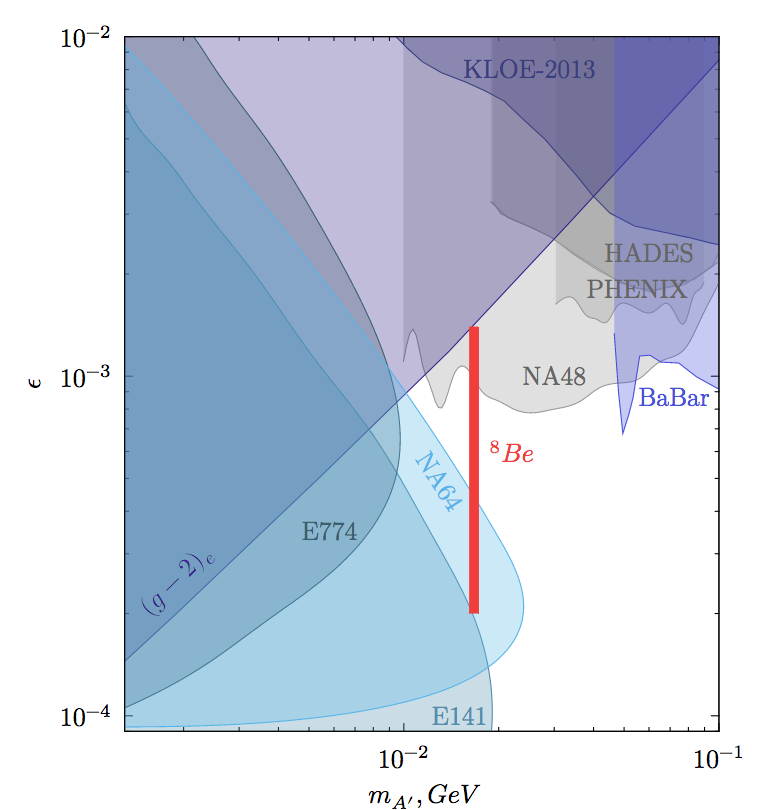 10⁻²
KLOE-2013
HADES
PHENIX
ϵ
10⁻³
NA48
BaBar
⁸Be
NA64
E774
(g − 2)ₑ
10⁻⁴
E141
10⁻²
10⁻¹
m_A′, GeV